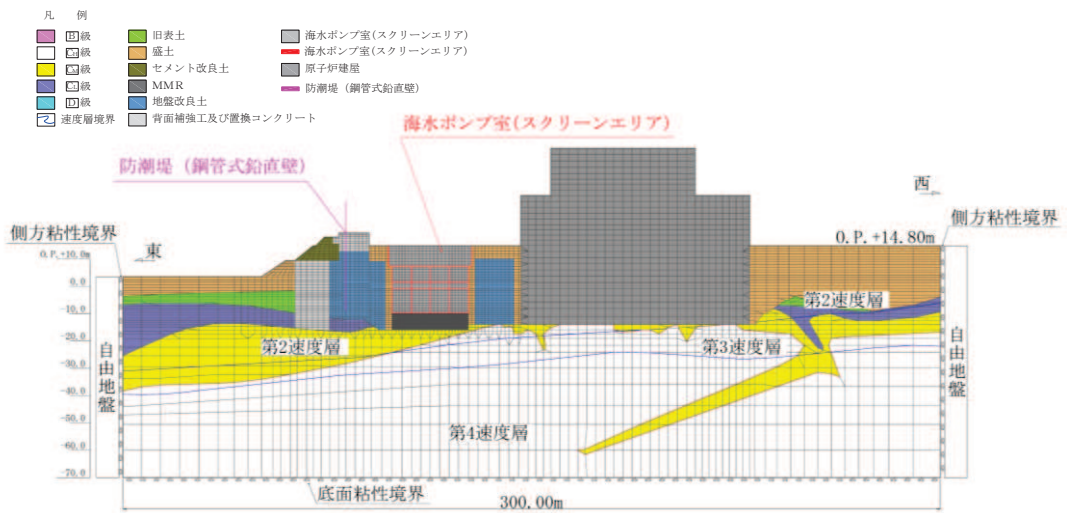 凡 例
B級
CH級
CM級
CL級
D級
速度層境界
旧表土
盛土
セメント改良土
MMR
地盤改良土
背面補強工及び置換コンクリート
海水ポンプ室(スクリーンエリア)
海水ポンプ室(スクリーンエリア)
原子炉建屋
防潮堤（鋼管式鉛直壁）
海水ポンプ室(スクリーンエリア)
防潮堤（鋼管式鉛直壁）
西
側方粘性境界
側方粘性境界
O.P.+14.80m
東
O.P.+10.0m
0.0
-10.0
-20.0
-30.0
-40.0
-50.0
-60.0
-70.0
第2速度層
第2速度層
第3速度層
第4速度層
自由地盤
自由地盤
底面粘性境界
300.00m